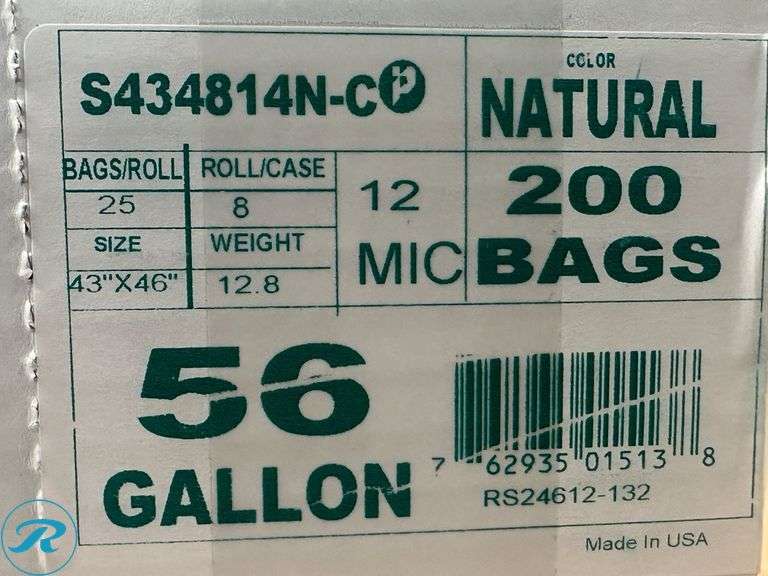 S434814N-C
COLOR
NATURAL
BAGS/ROLL
ROLL/CASE
25
8
12
MIC
200
BAGS
SIZE
WEIGHT
43"X46"
12.8
56
GALLON
7 62935 01513 8
RS24612-132
Made In USA
R